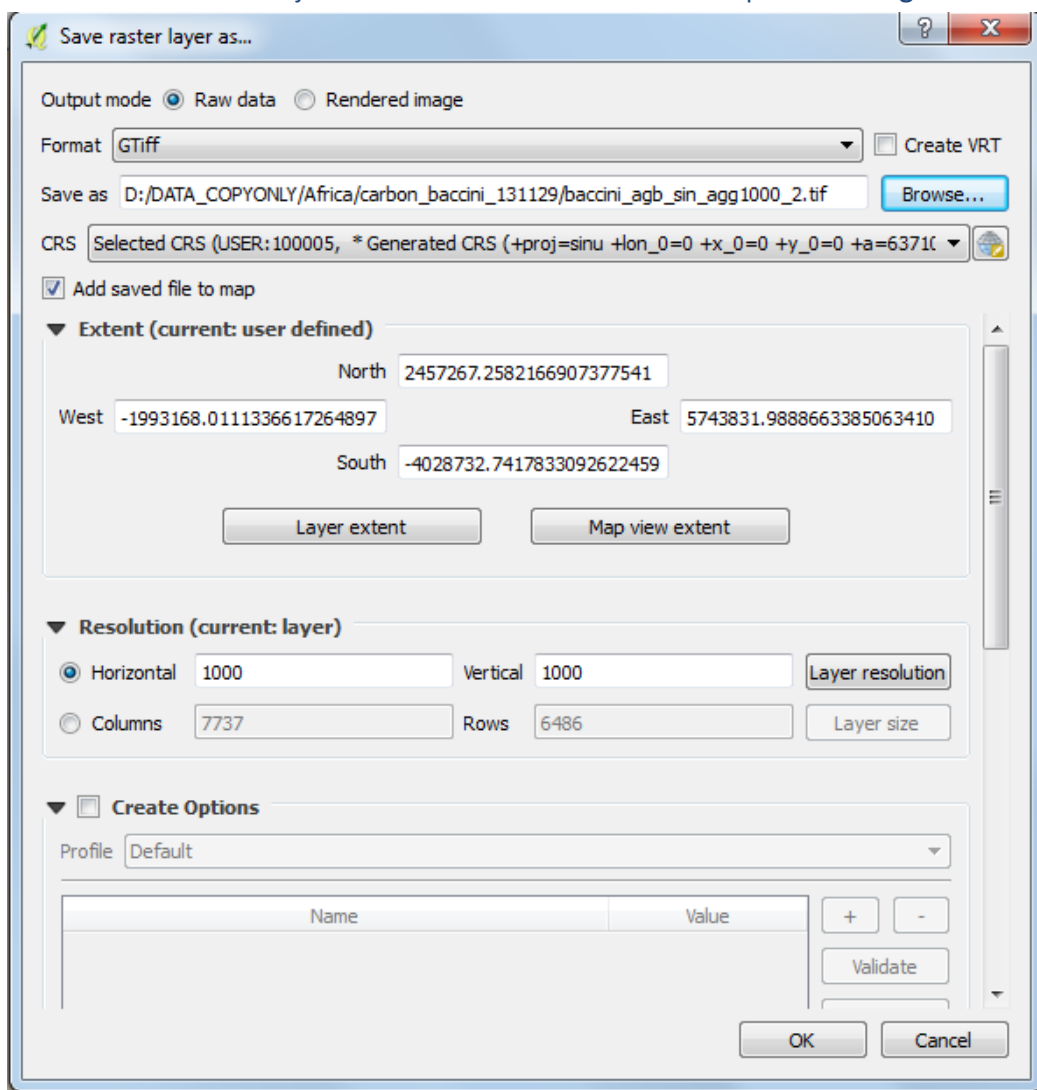 Save raster layer as...
Output mode Raw data Rendered image
Format GTiff Create VRT
Save as D:/DATA_COPYONLY/Africa/carbon_baccini_131129/baccini_agb_sin_agg1000_2.tif Browse...
CRS Selected CRS (USER:100005, * Generated CRS (+proj=sinu +lon_0=0 +x_0=0 +y_0=0 +a=6371(
Add saved file to map
Extent (current: user defined)
North 2457267.2582166907377541
West -1993168.0111336617264897 East 5743831.9888663385063410
South -4028732.7417833092622459
Layer extent Map view extent
Resolution (current: layer)
Horizontal 1000 Vertical 1000 Layer resolution
Columns 7737 Rows 6486 Layer size
Create Options
Profile Default
Name Value + -
Validate
OK Cancel